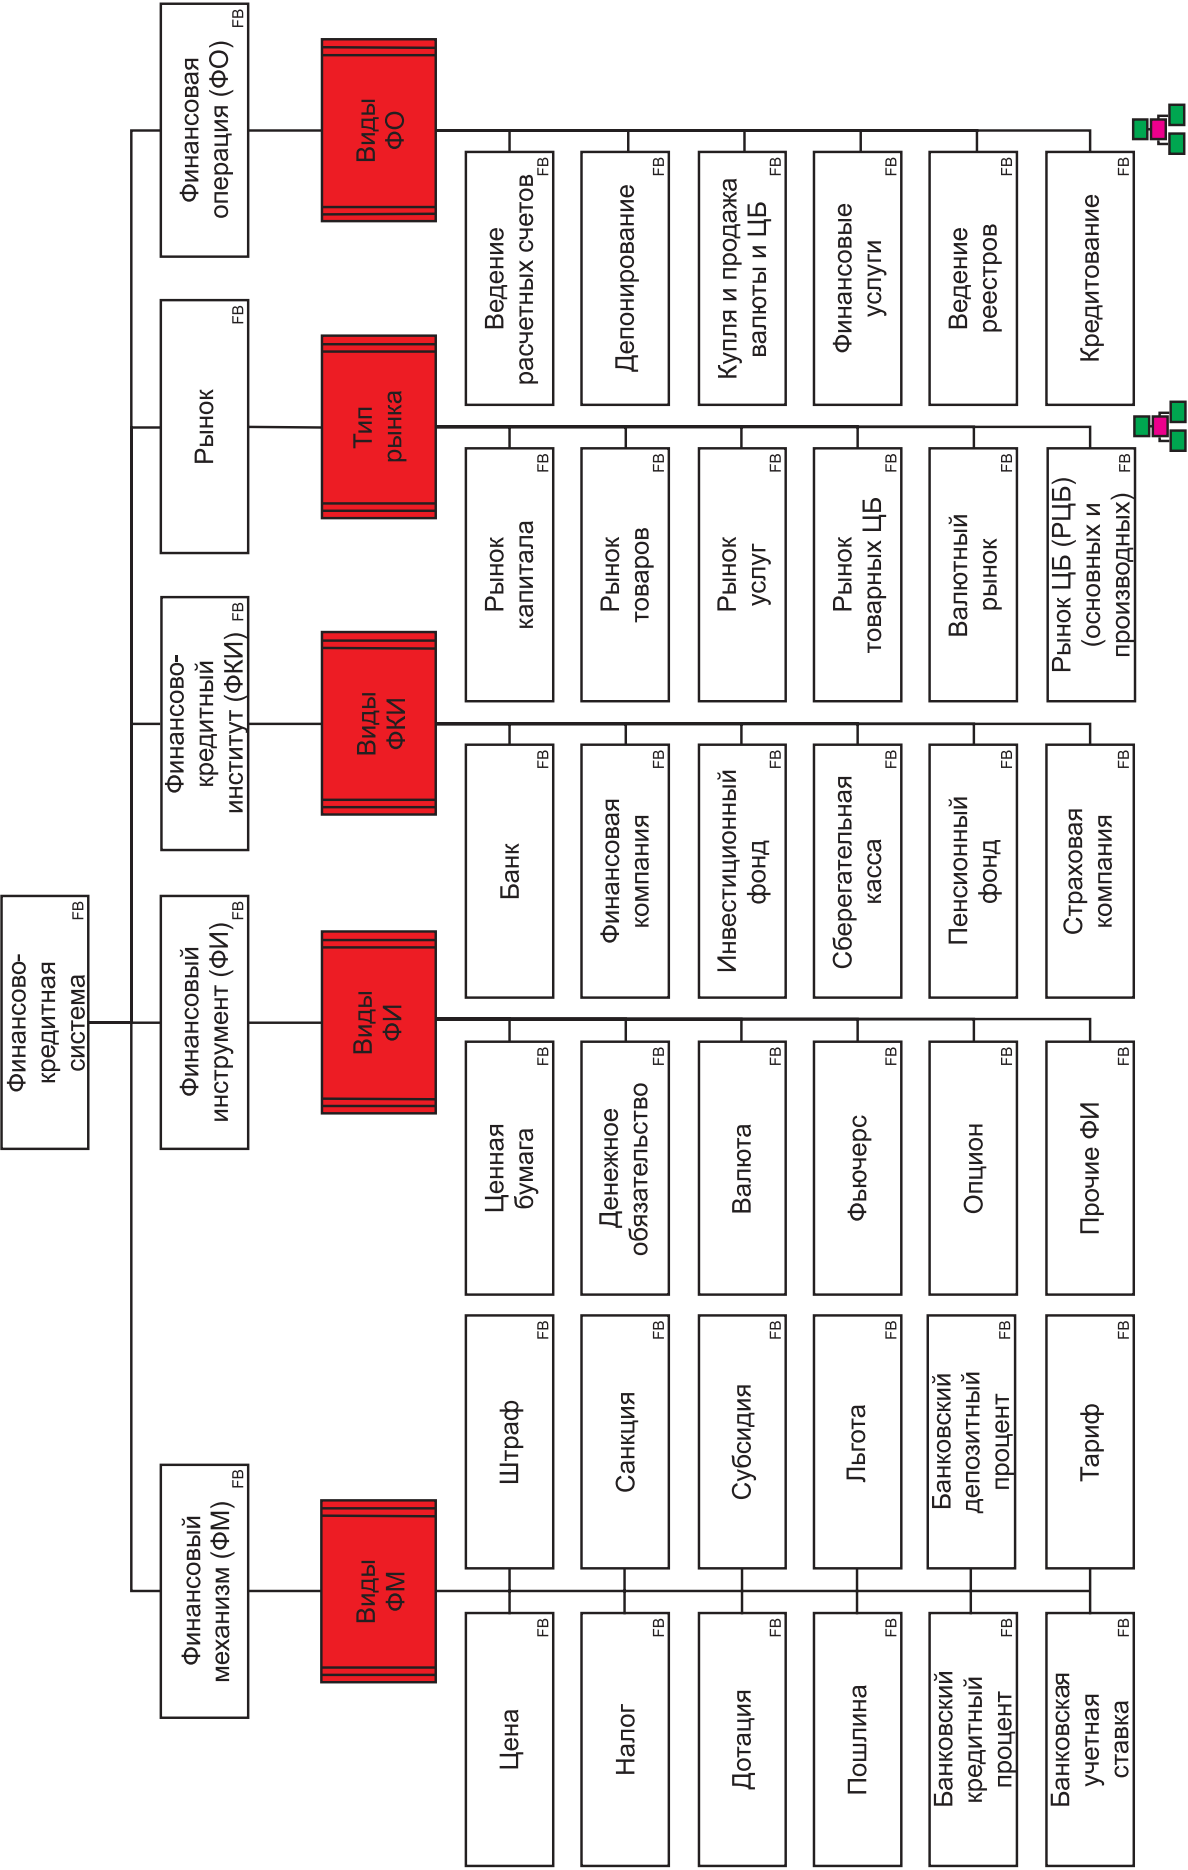 Финансово-
кредитная
система
FB
Финансовый
механизм (ФМ)
FB
Финансовый
инструмент (ФИ)
FB
Финансово-
кредитный
институт (ФКИ)
FB
Рынок
FB
Финансовая
операция (ФО)
FB
Виды
ФМ
Виды
ФИ
Виды
ФКИ
Тип
рынка
Виды
ФО
Цена
FB
Штраф
FB
Ценная
бумага
FB
Банк
FB
Рынок
капитала
FB
Ведение
расчетных счетов
FB
Налог
FB
Санкция
FB
Денежное
обязательство
FB
Финансовая
компания
FB
Рынок
товаров
FB
Депонирование
FB
Дотация
FB
Субсидия
FB
Валюта
FB
Инвестиционный
фонд
FB
Рынок
услуг
FB
Купля и продажа
валюты и ЦБ
FB
Пошлина
FB
Льгота
FB
Фьючерс
FB
Сберегательная
касса
FB
Рынок
товарных ЦБ
FB
Финансовые
услуги
FB
Банковский
кредитный
процент
FB
Банковский
депозитный
процент
FB
Опцион
FB
Пенсионный
фонд
FB
Валютный
рынок
FB
Ведение
реестров
FB
Банковская
учетная
ставка
FB
Тариф
FB
Прочие ФИ
FB
Страховая
компания
FB
Рынок ЦБ (РЦБ)
(основных и
производных)
FB
Кредитование
FB